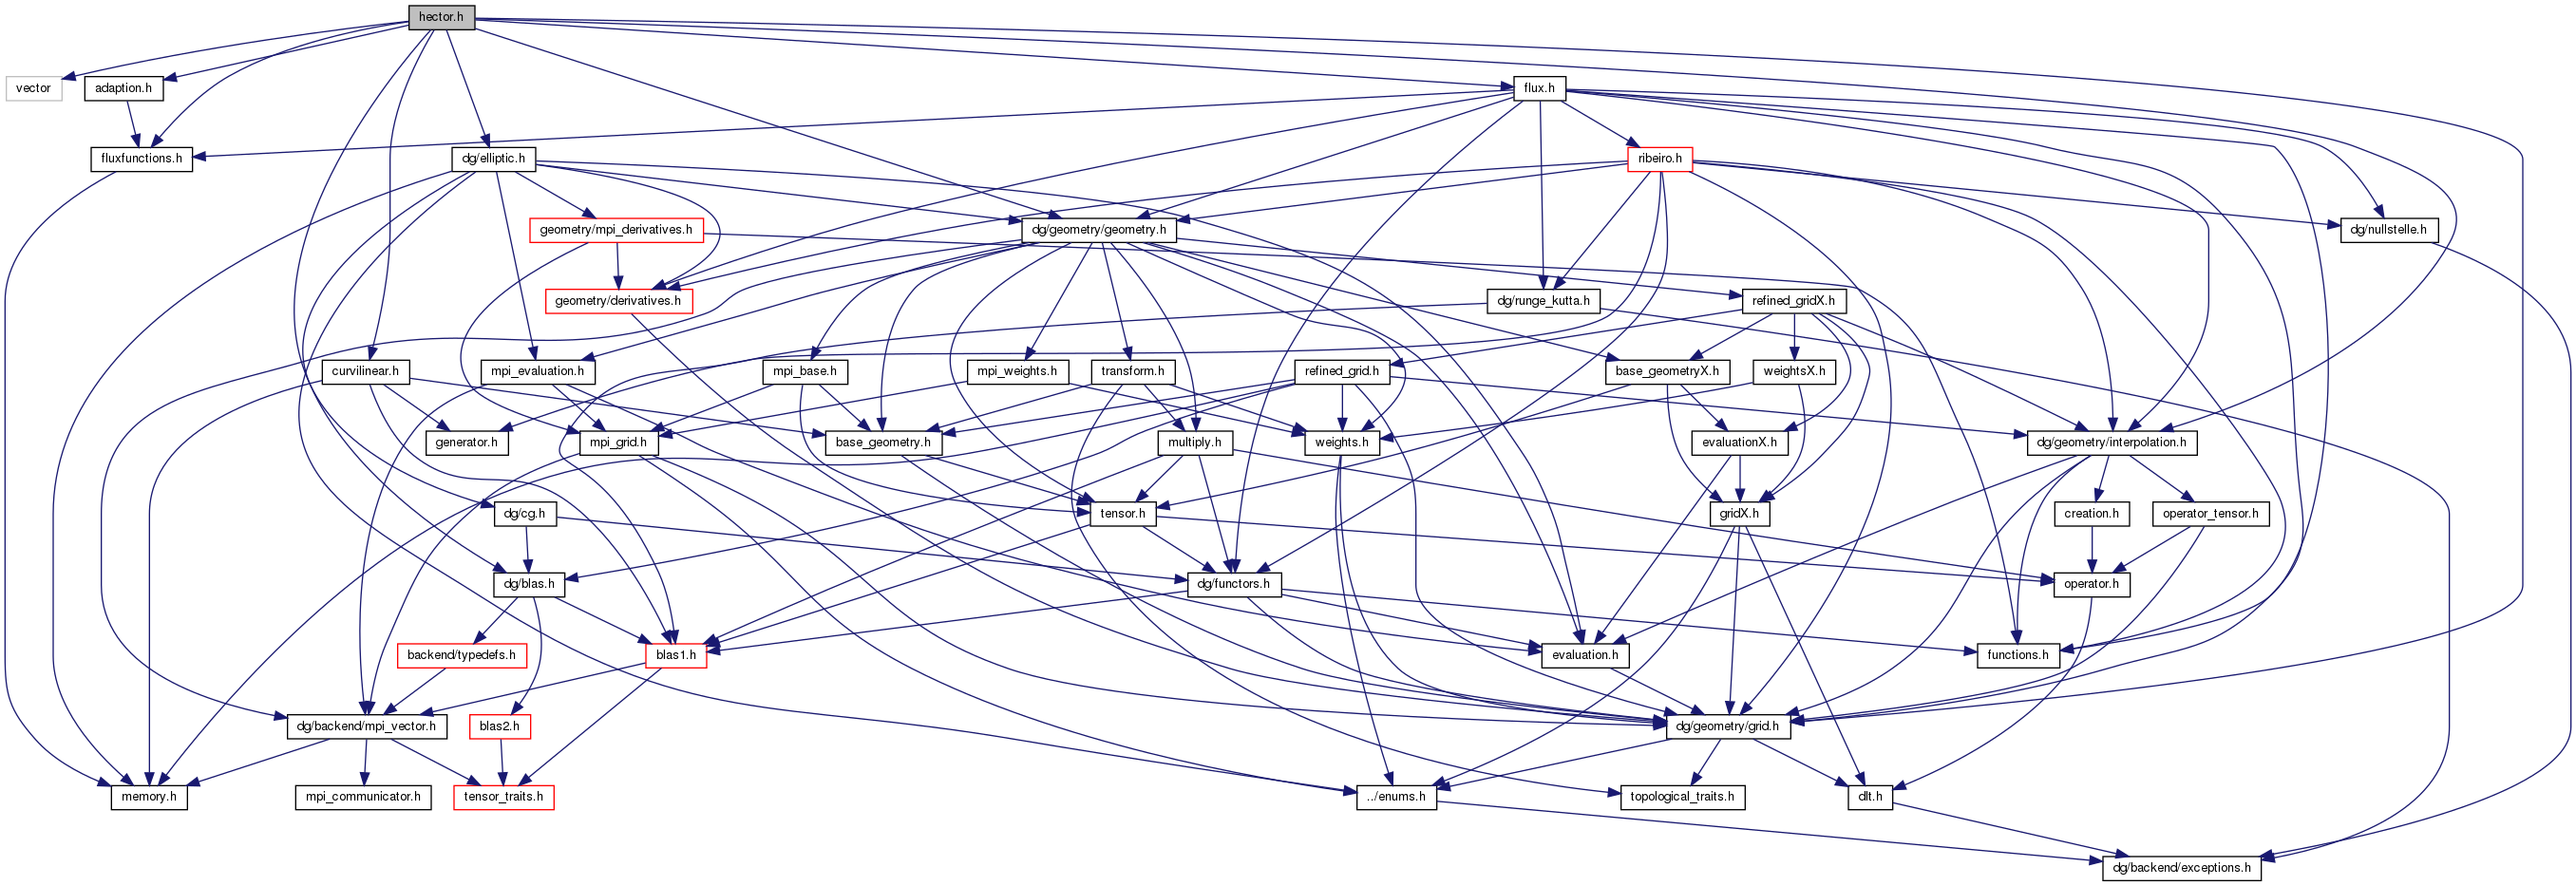 hector.h
vector
adaption.h
flux.h
fluxfunctions.h
dg/elliptic.h
ribeiro.h
geometry/mpi_derivatives.h
dg/geometry/geometry.h
dg/nullstelle.h
geometry/derivatives.h
dg/runge_kutta.h
refined_gridX.h
curvilinear.h
mpi_evaluation.h
mpi_base.h
mpi_weights.h
transform.h
refined_grid.h
base_geometryX.h
weightsX.h
generator.h
mpi_grid.h
base_geometry.h
multiply.h
weights.h
evaluationX.h
dg/geometry/interpolation.h
dg/cg.h
tensor.h
gridX.h
creation.h
operator_tensor.h
dg/blas.h
dg/functors.h
operator.h
backend/typedefs.h
blas1.h
evaluation.h
functions.h
dg/backend/mpi_vector.h
blas2.h
dg/geometry/grid.h
memory.h
mpi_communicator.h
tensor_traits.h
../enums.h
topological_traits.h
dlt.h
dg/backend/exceptions.h